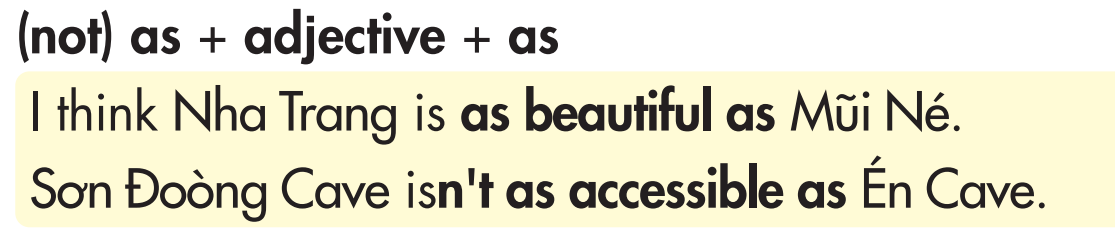 (not) as + adjective + as
I think Nha Trang is as beautiful as Mũi Né.
Sơn Đoòng Cave isn't as accessible as Én Cave.